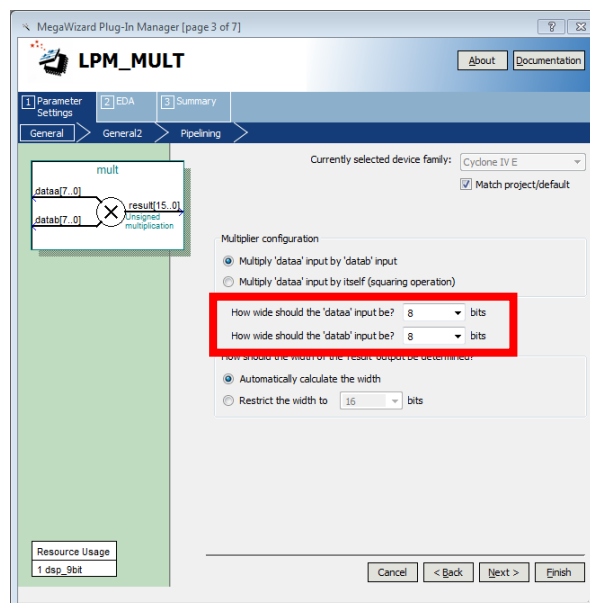 MegaWizard Plug-In Manager [page 3 of 7]
LPM_MULT
About Documentation
1 Parameter Settings 2 EDA 3 Summary
General General2 Pipelining
Currently selected device family: Cyclone IV E
Match project/default
mult
dataa[7..0]
result[15..0]
datab[7..0]
Unsigned
multiplication
Multiplier configuration
Multiply 'dataa' input by 'datab' input
Multiply 'dataa' input by itself (squaring operation)
How wide should the 'dataa' input be? 8 bits
How wide should the 'datab' input be? 8 bits
How should the width of the 'result' output be determined?
Automatically calculate the width
Restrict the width to 16 bits
Resource Usage
1 dsp_9bit
Cancel < Back Next > Finish